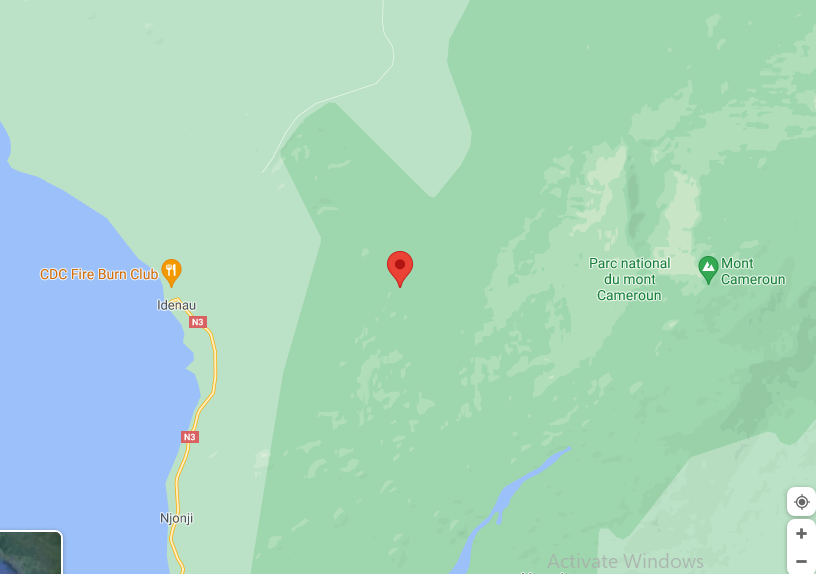 CDC Fire Burn Club
Idenau
N3
N3
Njonji
Parc national
du mont
Cameroun
Mont
Cameroun
Activate Windows